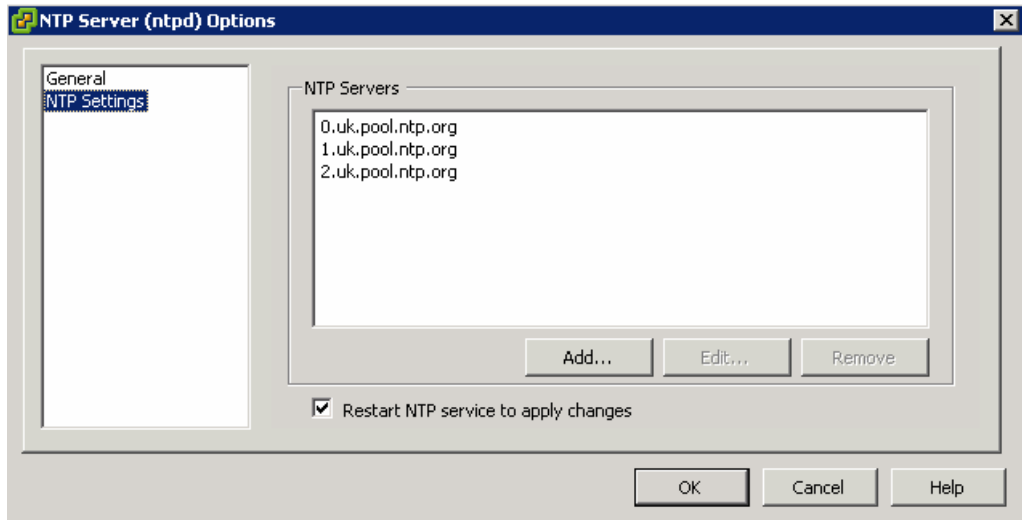 NTP Server (ntpd) Options
General
NTP Settings
NTP Servers
0.uk.pool.ntp.org
1.uk.pool.ntp.org
2.uk.pool.ntp.org
Add...
Edit...
Remove
Restart NTP service to apply changes
OK
Cancel
Help